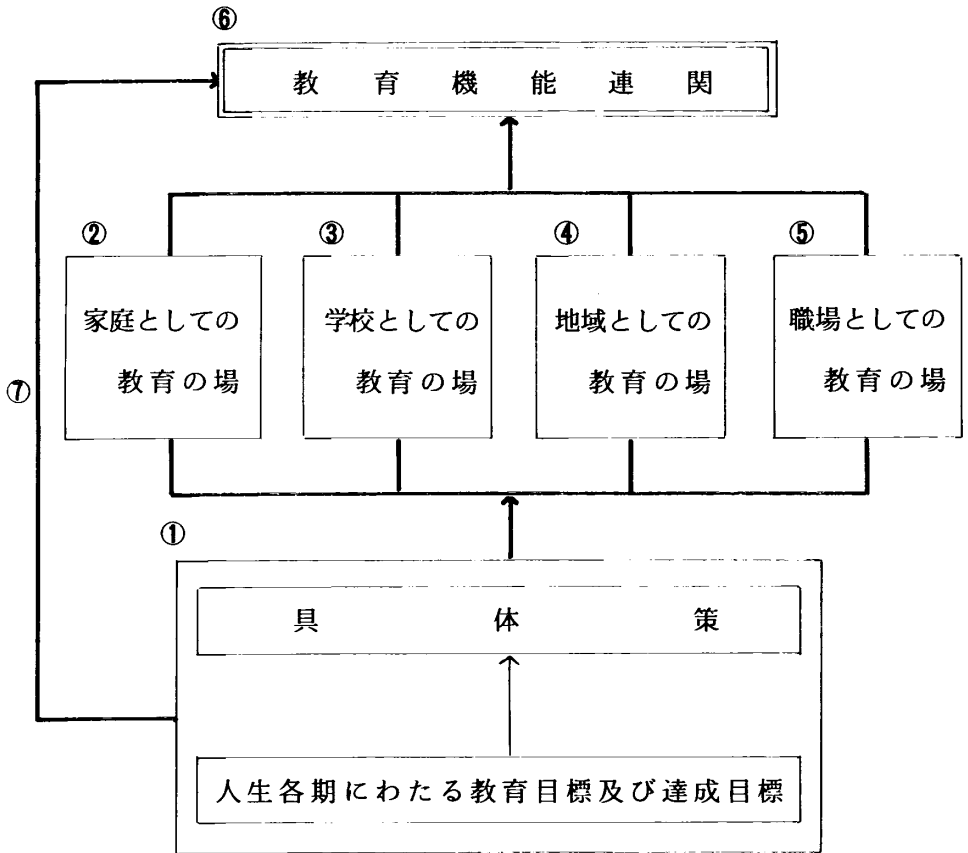 ⑥
教育機能連関
② ③ ④ ⑤
家庭としての
教育の場
学校としての
教育の場
地域としての
教育の場
職場としての
教育の場
⑦
①
具体策
人生各期にわたる教育目標及び達成目標